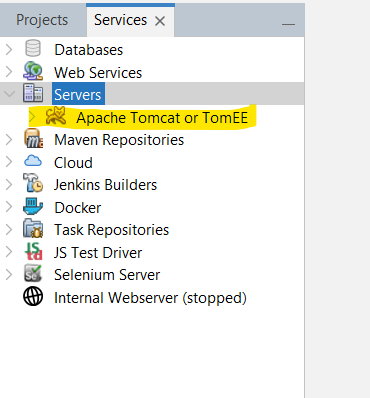 Projects Services
Databases
Web Services
Servers
Apache Tomcat or TomEE
Maven Repositories
Cloud
Jenkins Builders
Docker
Task Repositories
JS Test Driver
Selenium Server
Internal Webserver (stopped)